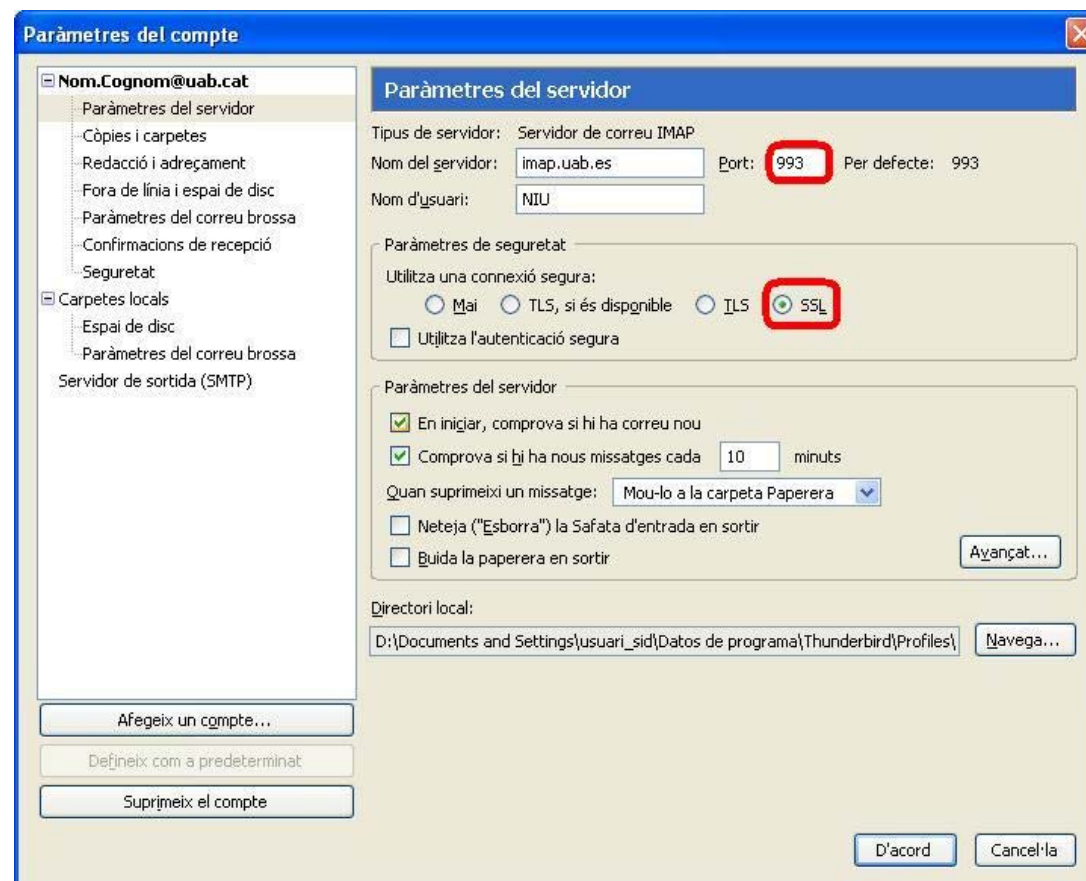 Paràmetres del compte
Nom.Cognom@uab.cat
Paràmetres del servidor
Còpies i carpetes
Redacció i adreçament
Fora de línia i espai de disc
Paràmetres del correu brossa
Confirmacions de recepció
Seguretat
Carpetes locals
Espai de disc
Paràmetres del correu brossa
Servidor de sortida (SMTP)
Afegeix un compte...
Defineix com a predeterminat
Suprimeix el compte
Paràmetres del servidor
Tipus de servidor: Servidor de correu IMAP
Nom del servidor: imap.uab.es Port: 993 Per defecte: 993
Nom d'usuari: NIU
Paràmetres de seguretat
Utilitza una connexió segura:
Mai TLS, si és disponible TLS SSL
Utilitza l'autenticació segura
Paràmetres del servidor
En iniciar, comprova si hi ha correu nou
Comprova si hi ha nous missatges cada 10 minuts
Quan suprimeixi un missatge: Mou-lo a la carpeta Paperera
Neteja ("Esborra") la Safata d'entrada en sortir
Buida la paperera en sortir
Avançat...
Directori local:
D:\Documents and Settings\usuari_sid\Datos de programa\Thunderbird\Profiles\ Navega...
D'acord Cancel·la